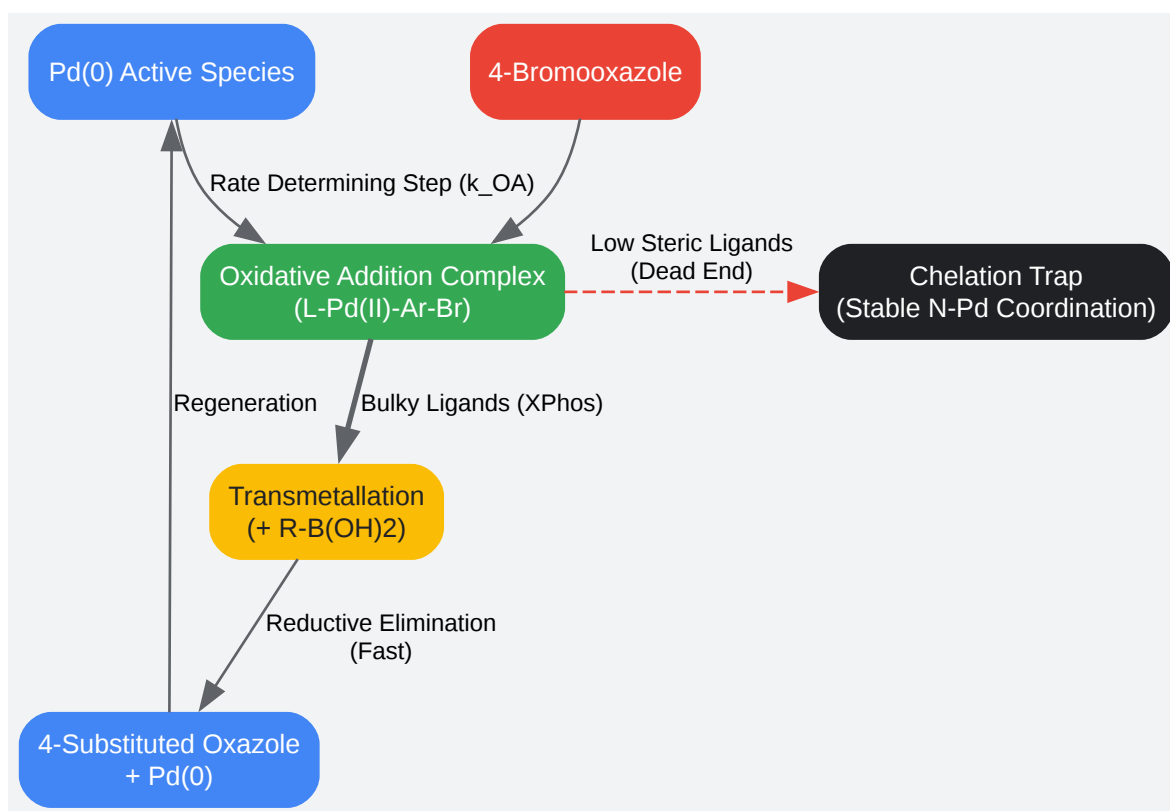 Pd(0) Active Species
4-Bromooxazole
Rate Determining Step (k_OA)
Low Steric Ligands
(Dead End)
Oxidative Addition Complex
(L-Pd(II)-Ar-Br)
Chelation Trap
(Stable N-Pd Coordination)
Regeneration
Bulky Ligands (XPhos)
Transmetallation
(+ R-B(OH)2)
Reductive Elimination
(Fast)
4-Substituted Oxazole
+ Pd(0)